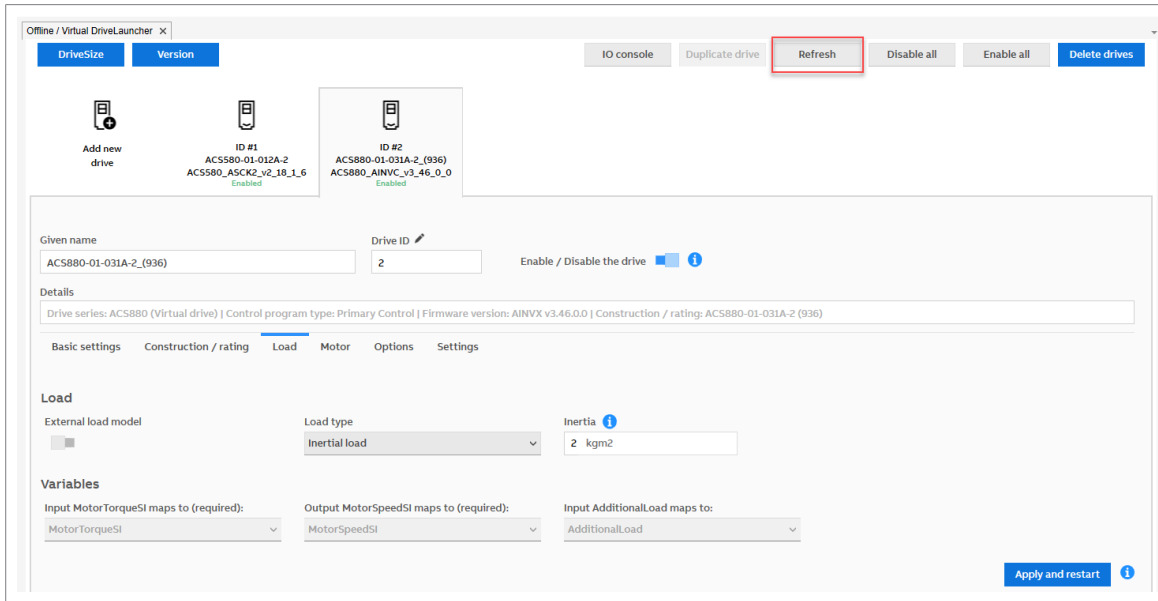 Offline / Virtual DriveLauncher
DriveSize Version IO console Duplicate drive Refresh Disable all Enable all Delete drives
Add new
drive
ID #1
ACS580-01-012A-2
ACS580_ASCK2_v2_18_1_6
Enabled
ID #2
ACS880-01-031A-2_(936)
ACS880_AINVC_v3_46_0_0
Enabled
Given name Drive ID
ACS880-01-031A-2_(936) 2 Enable / Disable the drive
Details
Drive series: ACS880 (Virtual drive) | Control program type: Primary Control | Firmware version: AINVX v3.46.0.0 | Construction / rating: ACS880-01-031A-2 (936)
Basic settings Construction / rating Load Motor Options Settings
Load
External load model Load type Inertia
Inertial load 2 kgm2
Variables
Input MotorTorqueSI maps to (required): Output MotorSpeedSI maps to (required): Input AdditionalLoad maps to:
MotorTorqueSI MotorSpeedSI AdditionalLoad
Apply and restart